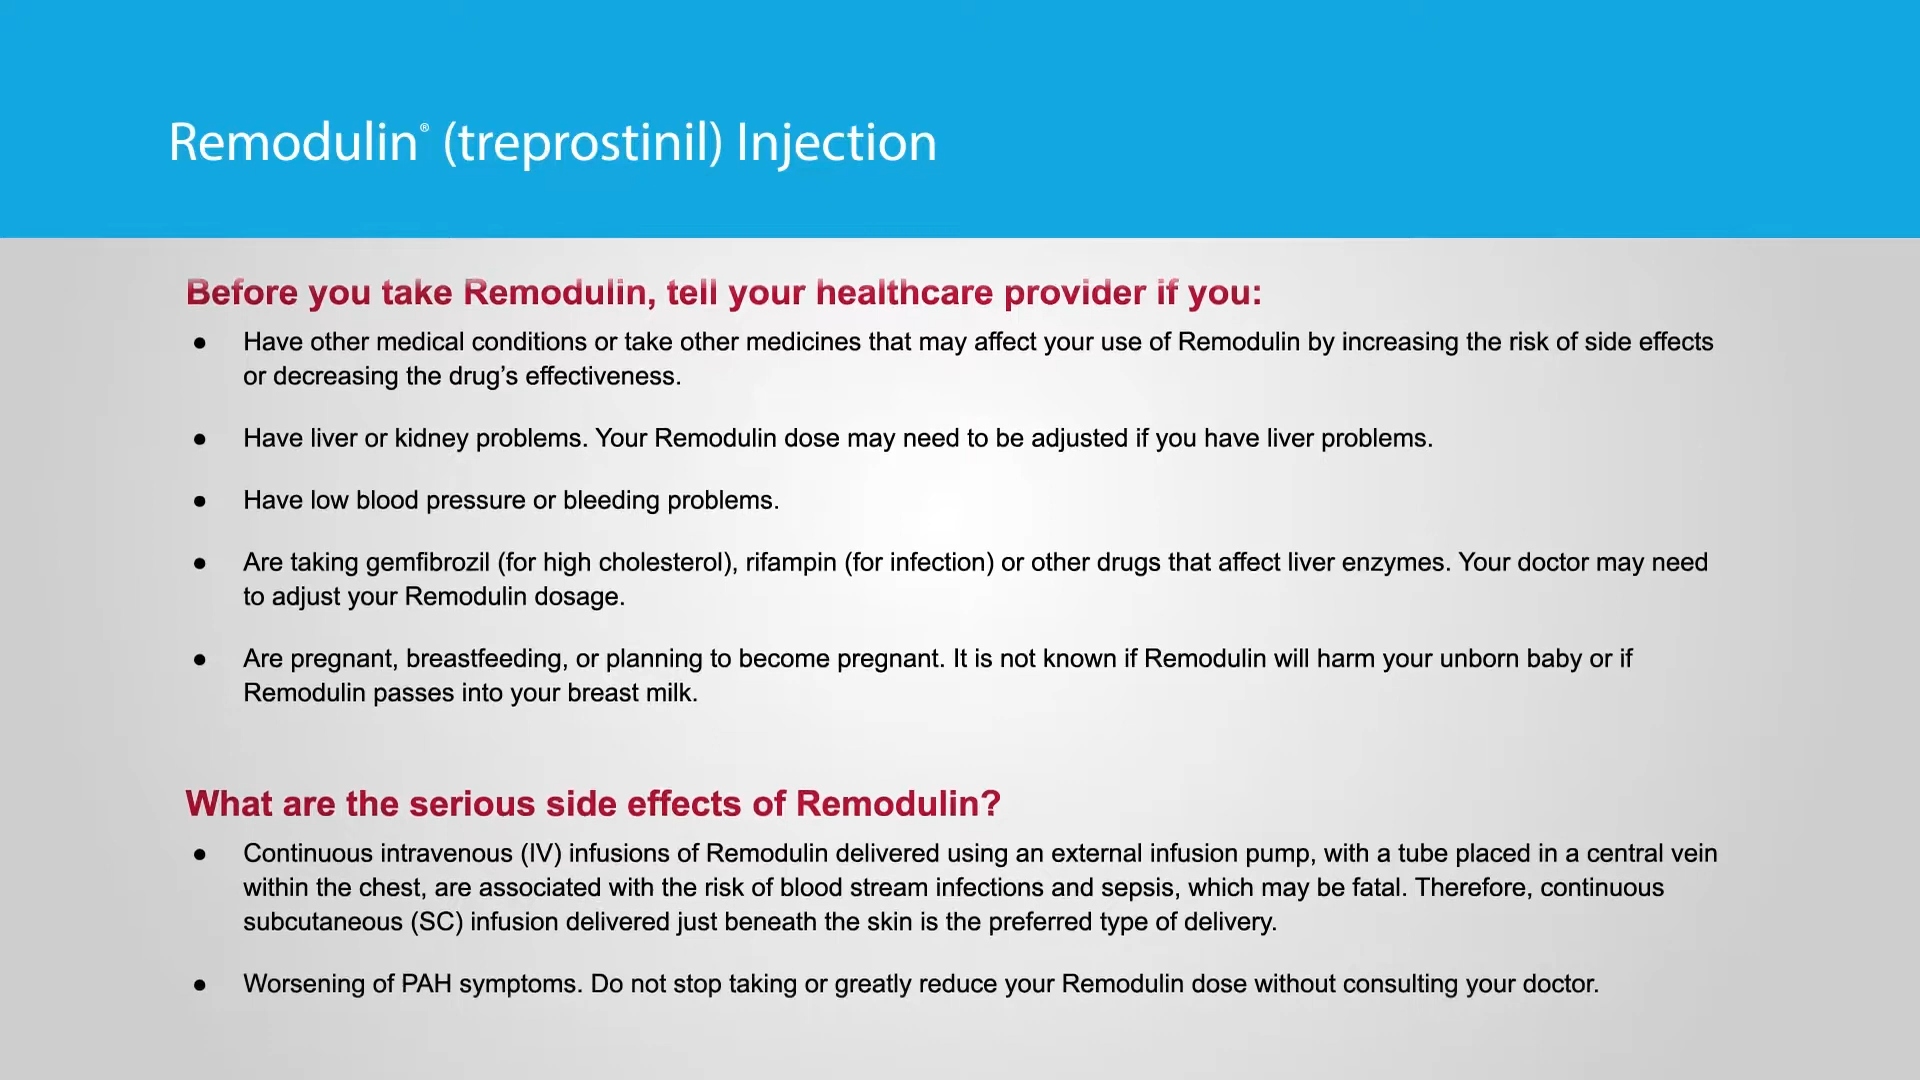 Remodulin® (treprostinil) Injection
Before you take Remodulin, tell your healthcare provider if you:
● Have other medical conditions or take other medicines that may affect your use of Remodulin by increasing the risk of side effects
or decreasing the drug’s effectiveness.
● Have liver or kidney problems. Your Remodulin dose may need to be adjusted if you have liver problems.
● Have low blood pressure or bleeding problems.
● Are taking gemfibrozil (for high cholesterol), rifampin (for infection) or other drugs that affect liver enzymes. Your doctor may need
to adjust your Remodulin dosage.
● Are pregnant, breastfeeding, or planning to become pregnant. It is not known if Remodulin will harm your unborn baby or if
Remodulin passes into your breast milk.
What are the serious side effects of Remodulin?
● Continuous intravenous (IV) infusions of Remodulin delivered using an external infusion pump, with a tube placed in a central vein
within the chest, are associated with the risk of blood stream infections and sepsis, which may be fatal. Therefore, continuous
subcutaneous (SC) infusion delivered just beneath the skin is the preferred type of delivery.
● Worsening of PAH symptoms. Do not stop taking or greatly reduce your Remodulin dose without consulting your doctor.